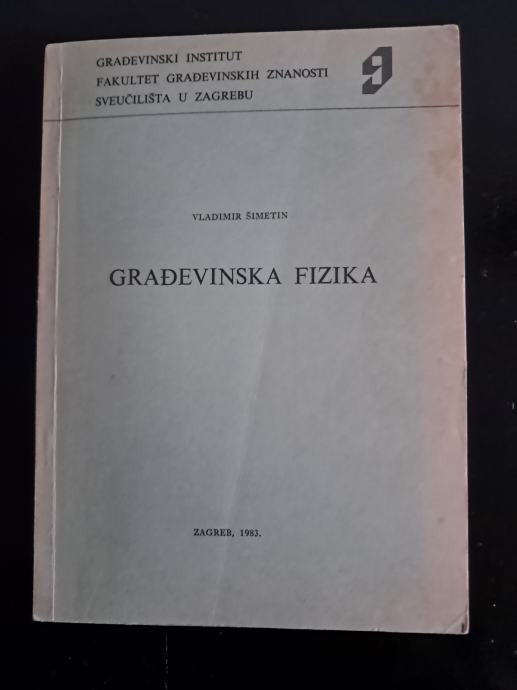 GRAĐEVINSKI INSTITUT
FAKULTET GRAĐEVINSKIH ZNANOSTI
SVEUČILIŠTA U ZAGREBU
VLADIMIR ŠIMETIN
GRAĐEVINSKA FIZIKA
ZAGREB, 1983.